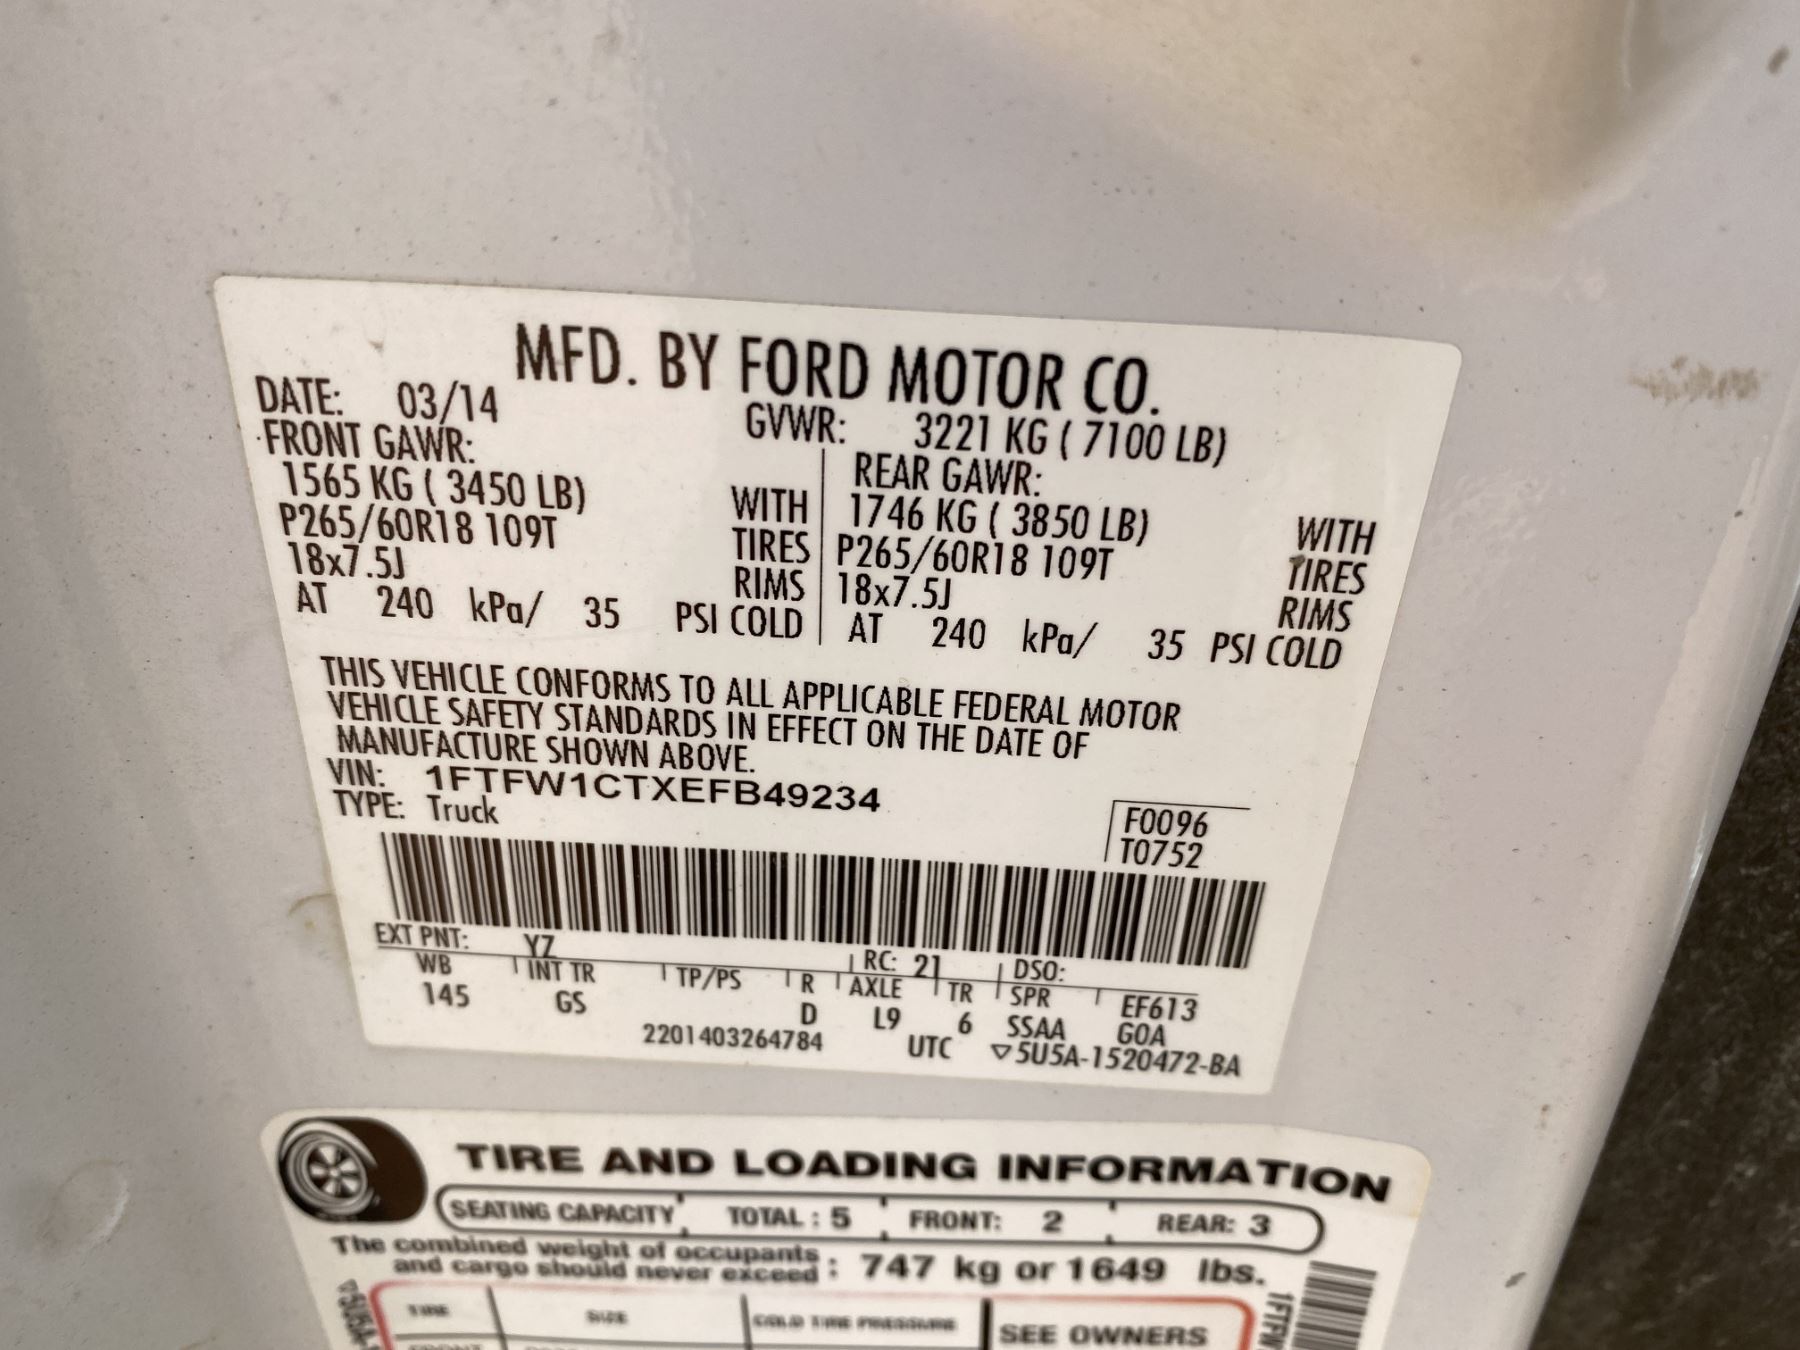 MFD. BY FORD MOTOR CO.
DATE: 03/14 GVWR: 3221 KG ( 7100 LB)
FRONT GAWR: REAR GAWR:
1565 KG ( 3450 LB) WITH 1746 KG ( 3850 LB) WITH
P265/60R18 109T TIRES P265/60R18 109T TIRES
18x7.5J RIMS 18x7.5J RIMS
AT 240 kPa/ 35 PSI COLD AT 240 kPa/ 35 PSI COLD
THIS VEHICLE CONFORMS TO ALL APPLICABLE FEDERAL MOTOR
VEHICLE SAFETY STANDARDS IN EFFECT ON THE DATE OF
MANUFACTURE SHOWN ABOVE.
VIN: 1FTFW1CTXEFB49234
TYPE: Truck
F0096
T0752
EXT PNT: YZ RC: 21 DSO:
WB INT TR TP/PS R AXLE TR SPR EF613
145 GS D L9 6 SSAA G0A
2201403264784 UTC ▽5U5A-1520472-BA
TIRE AND LOADING INFORMATION
SEATING CAPACITY TOTAL : 5 FRONT: 2 REAR: 3
The combined weight of occupants
and cargo should never exceed : 747 kg or 1649 lbs.
TIRE SIZE COLD TIRE PRESSURE SEE OWNERS